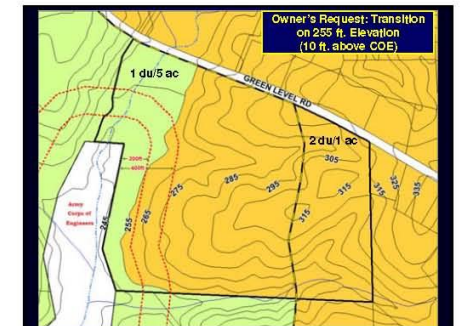 Owner's Request: Transition
on 255 ft. Elevation
(10 ft. above COE)
1 du/5 ac
GREEN LEVEL RD
2 du/1 ac
305
285
295
275
265
255
245
315
315
315
325
335
Army
Corps of
Engineers